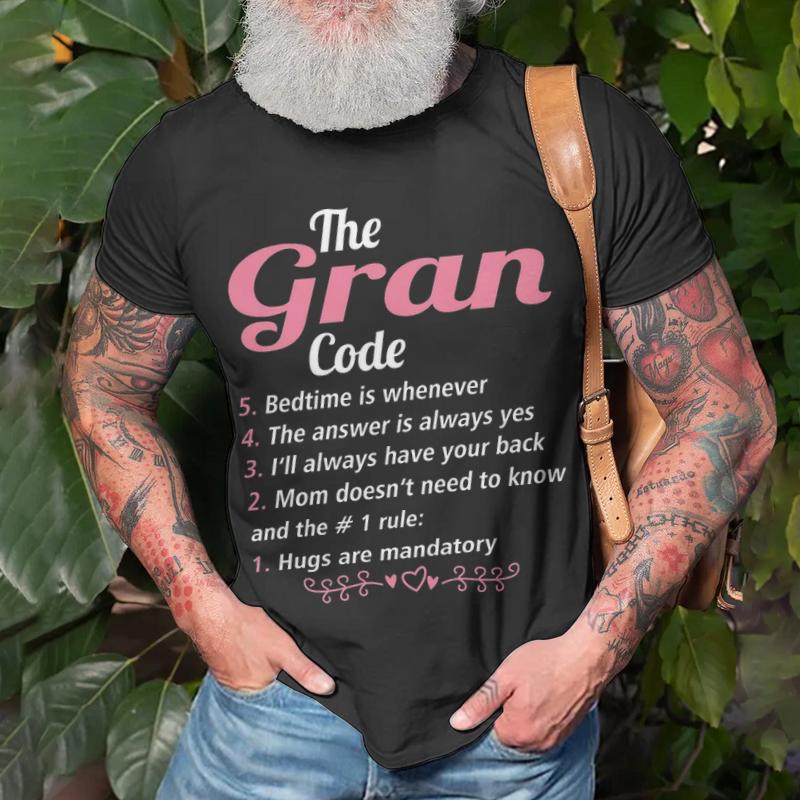 The
Gran
Code
5. Bedtime is whenever
4. The answer is always yes
3. I'll always have your back
2. Mom doesn't need to know
and the # 1 rule:
1. Hugs are mandatory
Estuardo